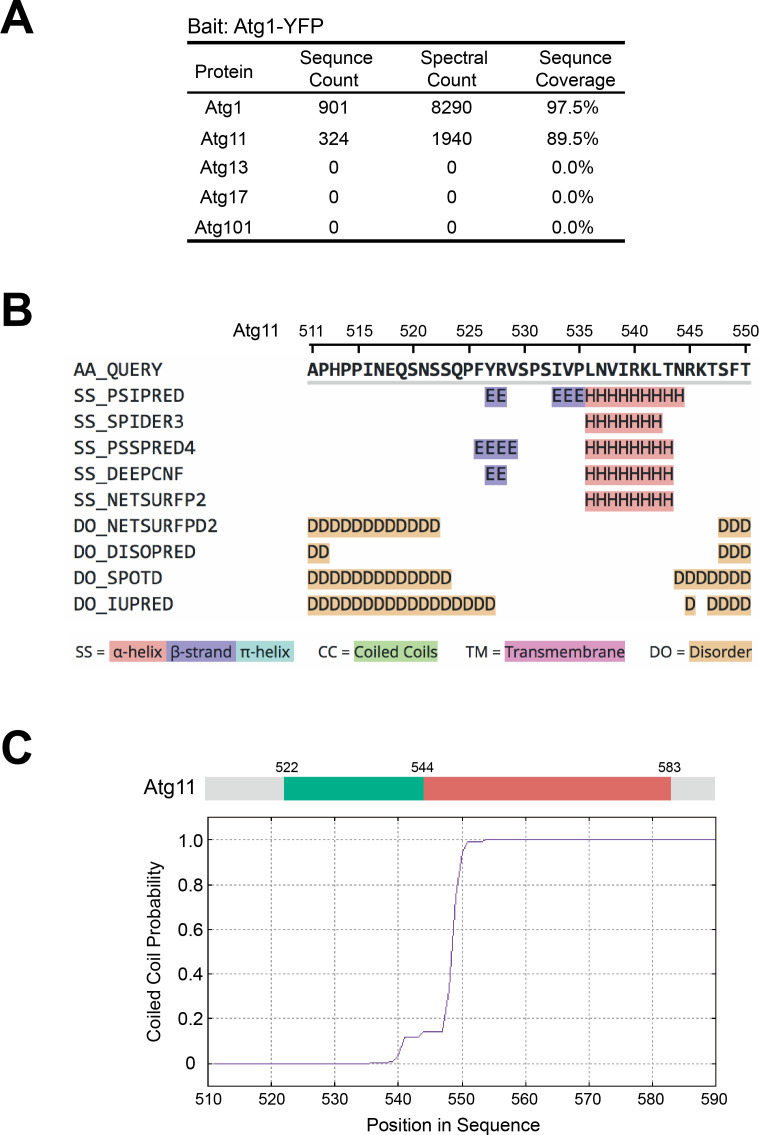 A
Bait: Atg1-YFP
Protein Sequnce Count Spectral Count Sequnce Coverage
Atg1 901 8290 97.5%
Atg11 324 1940 89.5%
Atg13 0 0 0.0%
Atg17 0 0 0.0%
Atg101 0 0 0.0%
B
Atg11 511 515 520 525 530 535 540 545 550
AA_QUERY APHPPINEQSNSSQPFYRVSPSIVPLNVIRKLTNRKTSFT
SS_PSIPRED EE EEEHHHHHHHHH
SS_SPIDER3 HHHHHHH
SS_PSSPRED4 EEEE HHHHHHHH
SS_DEEPCNF EE HHHHHHHH
SS_NETSURFP2 HHHHHHHH
DO_NETSURFPD2 DDDDDDDDDDDD DDD
DO_DISOPRED DD DDD
DO_SPOTD DDDDDDDDDDDDD DDDDDDD
DO_IUPRED DDDDDDDDDDDDDDDDD D DDDD
SS = α-helix β-strand π-helix CC = Coiled Coils TM = Transmembrane DO = Disorder
C
522 544 583
Atg11
Coiled Coil Probability
1.0
0.8
0.6
0.4
0.2
0
510 520 530 540 550 560 570 580 590
Position in Sequence